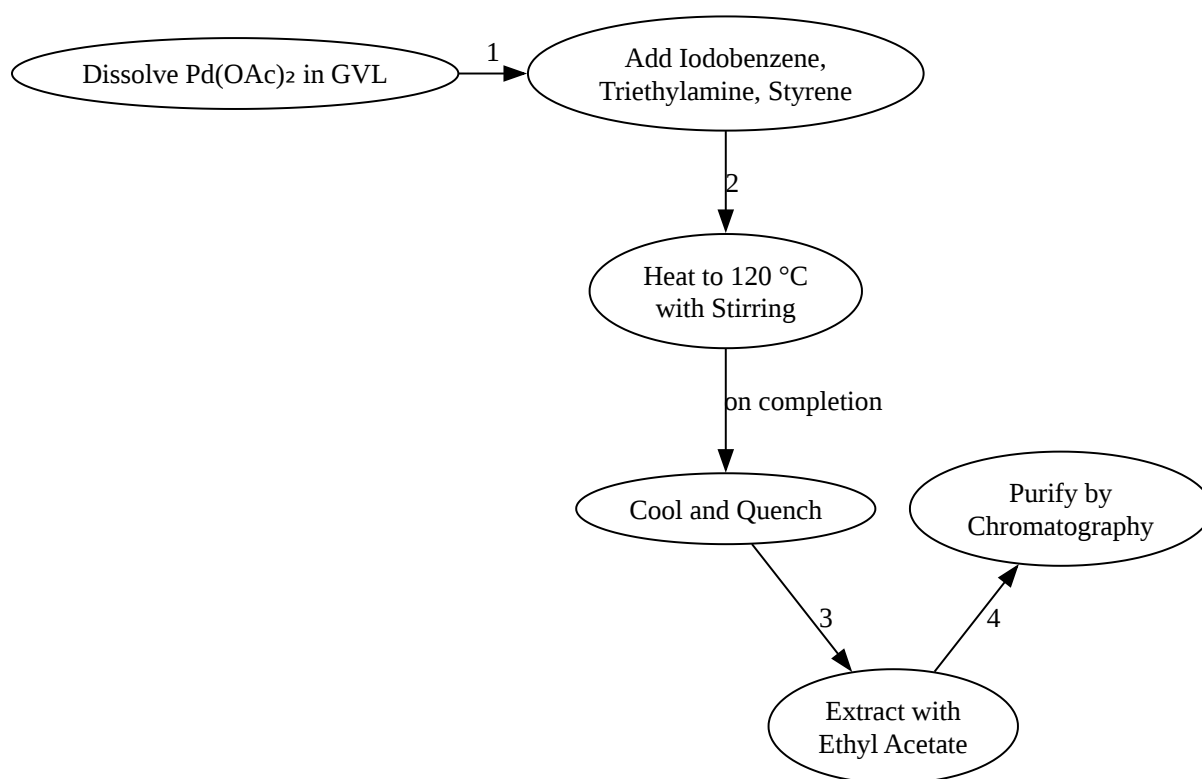 Dissolve Pd(OAc)₂ in GVL
1
Add Iodobenzene,
Triethylamine, Styrene
2
Heat to 120 °C
with Stirring
on completion
Cool and Quench
3
Extract with
Ethyl Acetate
4
Purify by
Chromatography